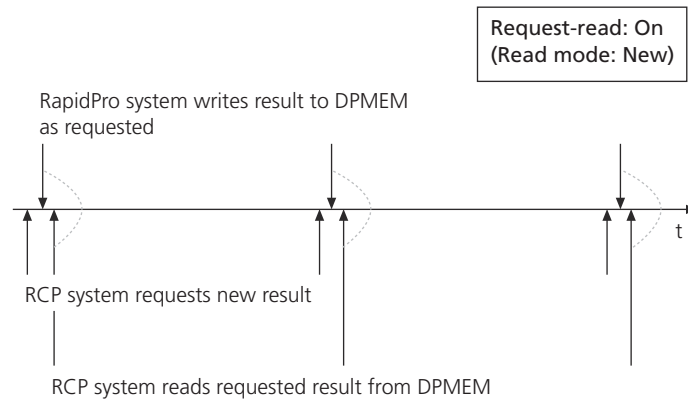 Request-read: On
(Read mode: New)
RapidPro system writes result to DPMEM
as requested
t
RCP system requests new result
RCP system reads requested result from DPMEM